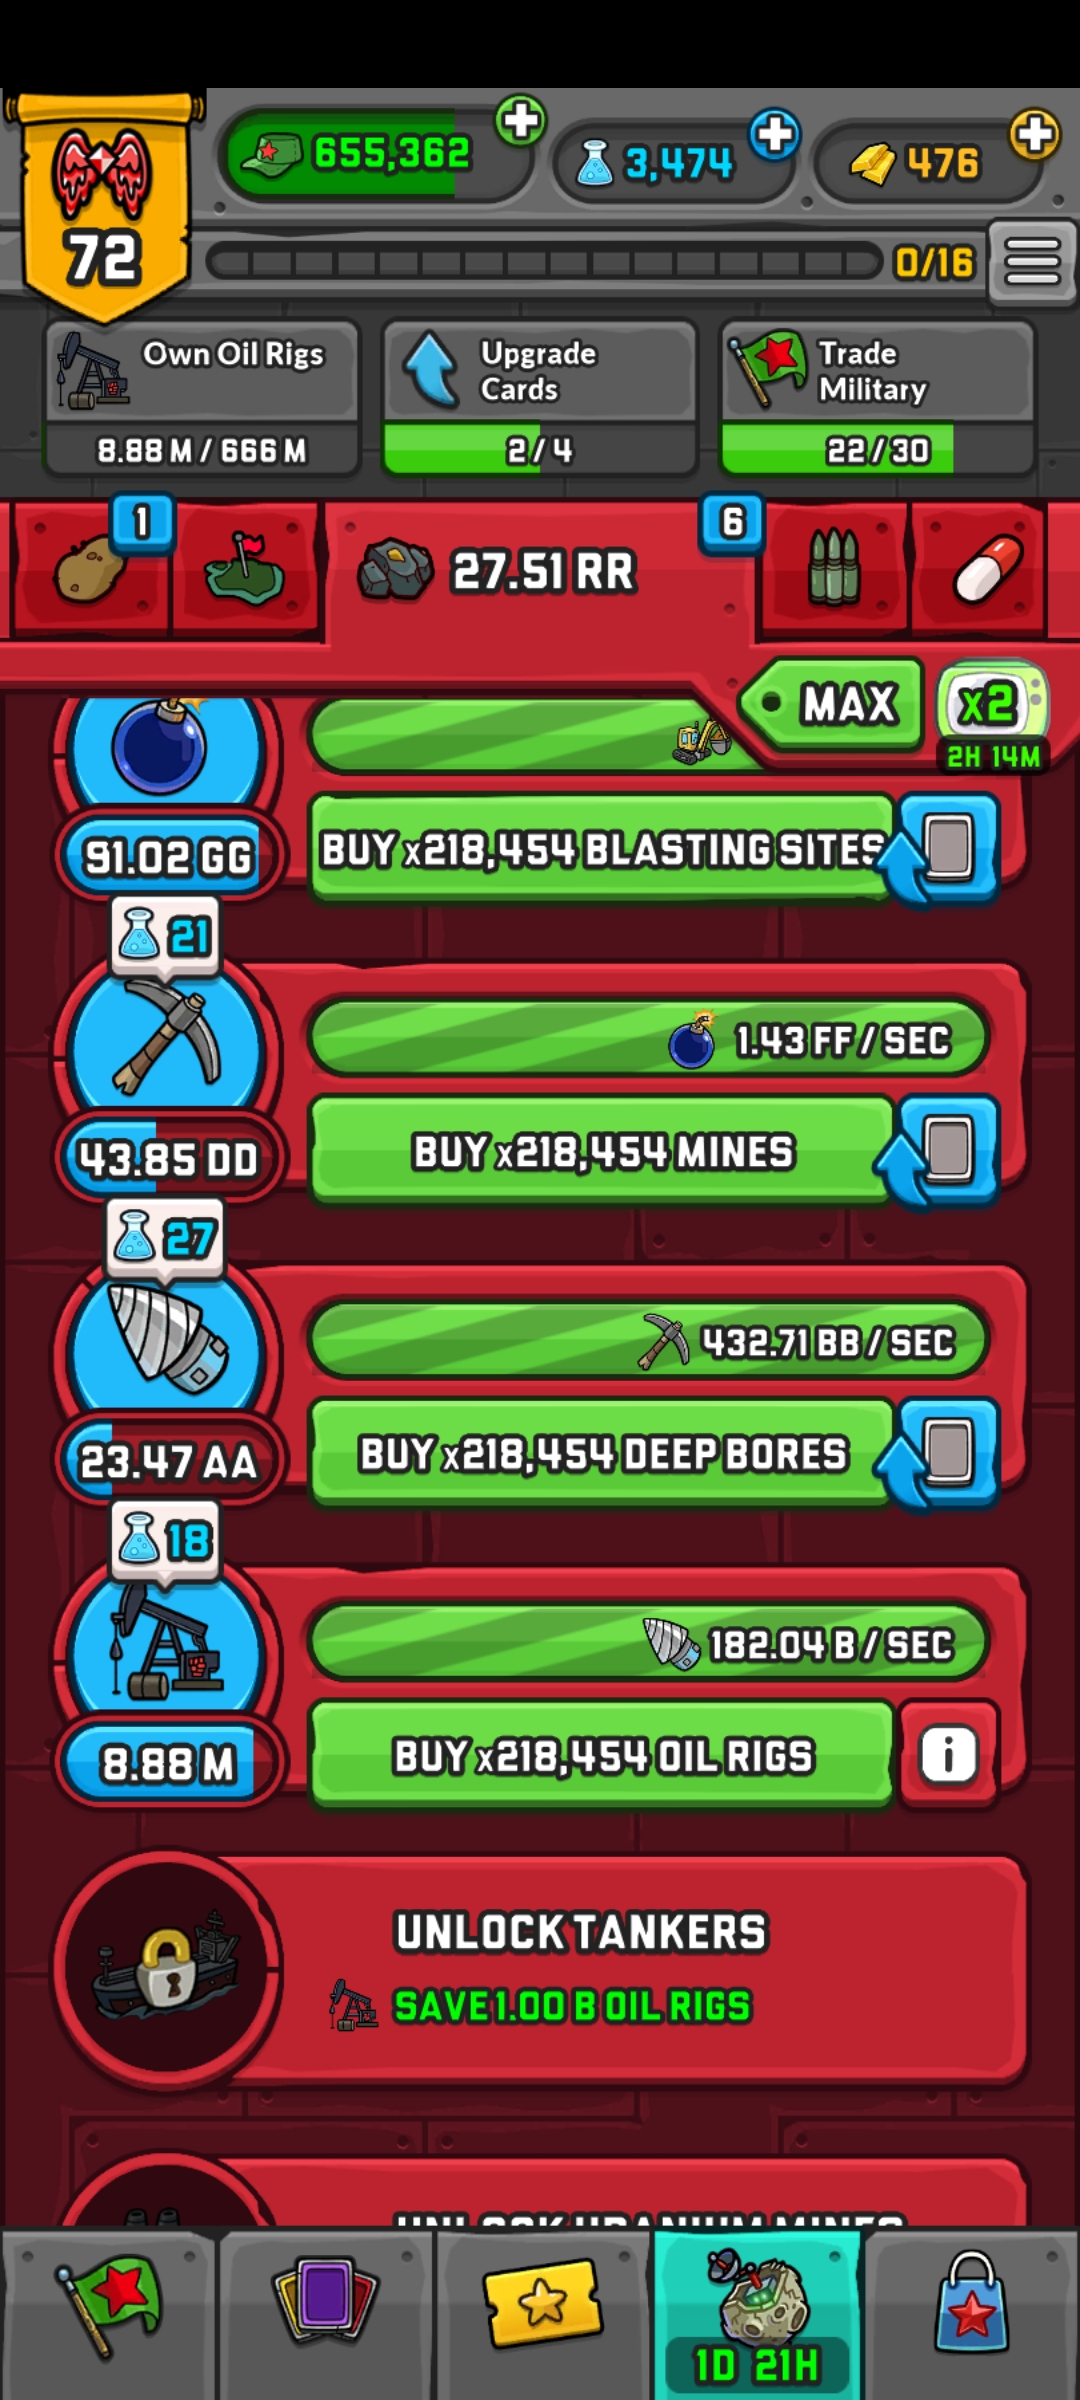 655,362
3,474
476
72
0/16
Own Oil Rigs
8.88 M / 666 M
Upgrade
Cards
2 / 4
Trade
Military
22 / 30
1
27.51 RR
6
MAX
x2
2H 14M
91.02 GG
BUY x218,454 BLASTING SITES
21
1.43 FF / SEC
43.85 DD
BUY x218,454 MINES
27
432.71 BB / SEC
23.47 AA
BUY x218,454 DEEP BORES
18
182.04 B / SEC
8.88 M
BUY x218,454 OIL RIGS
i
UNLOCK TANKERS
SAVE 1.00 B OIL RIGS
UNLOCK URANIUM MINES
1D 21H